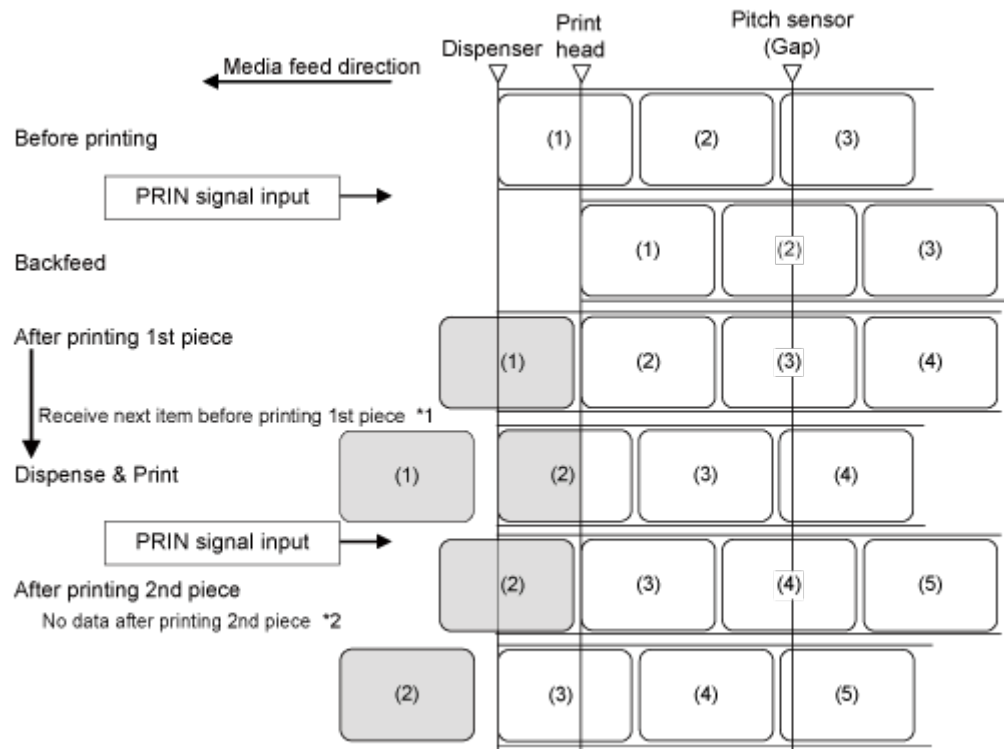 Pitch sensor
(Gap)
Print
head
Dispenser
Media feed direction
Before printing
(1) (2) (3)
PRIN signal input
Backfeed
(1) (2) (3)
After printing 1st piece
(1) (2) (3) (4)
Receive next item before printing 1st piece *1
Dispense & Print
(1) (2) (3) (4)
PRIN signal input
After printing 2nd piece
(2) (3) (4) (5)
No data after printing 2nd piece *2
(2) (3) (4) (5)